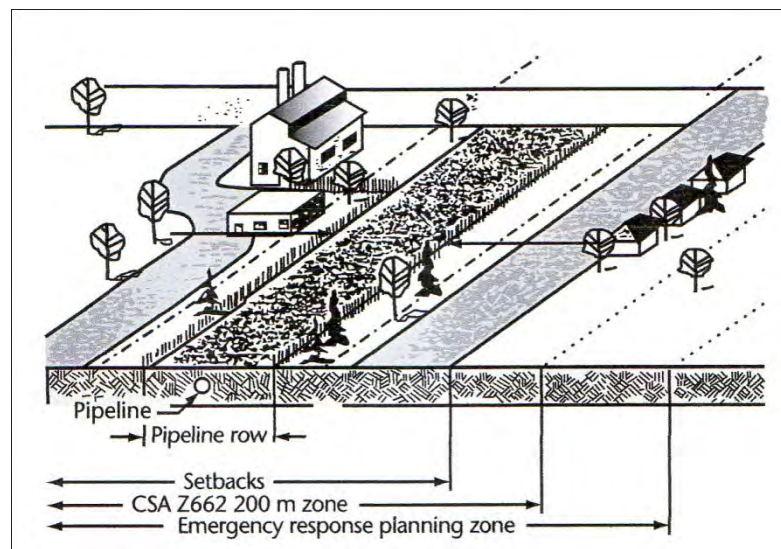 Pipeline
Pipeline row
Setbacks
CSA Z662 200 m zone
Emergency response planning zone